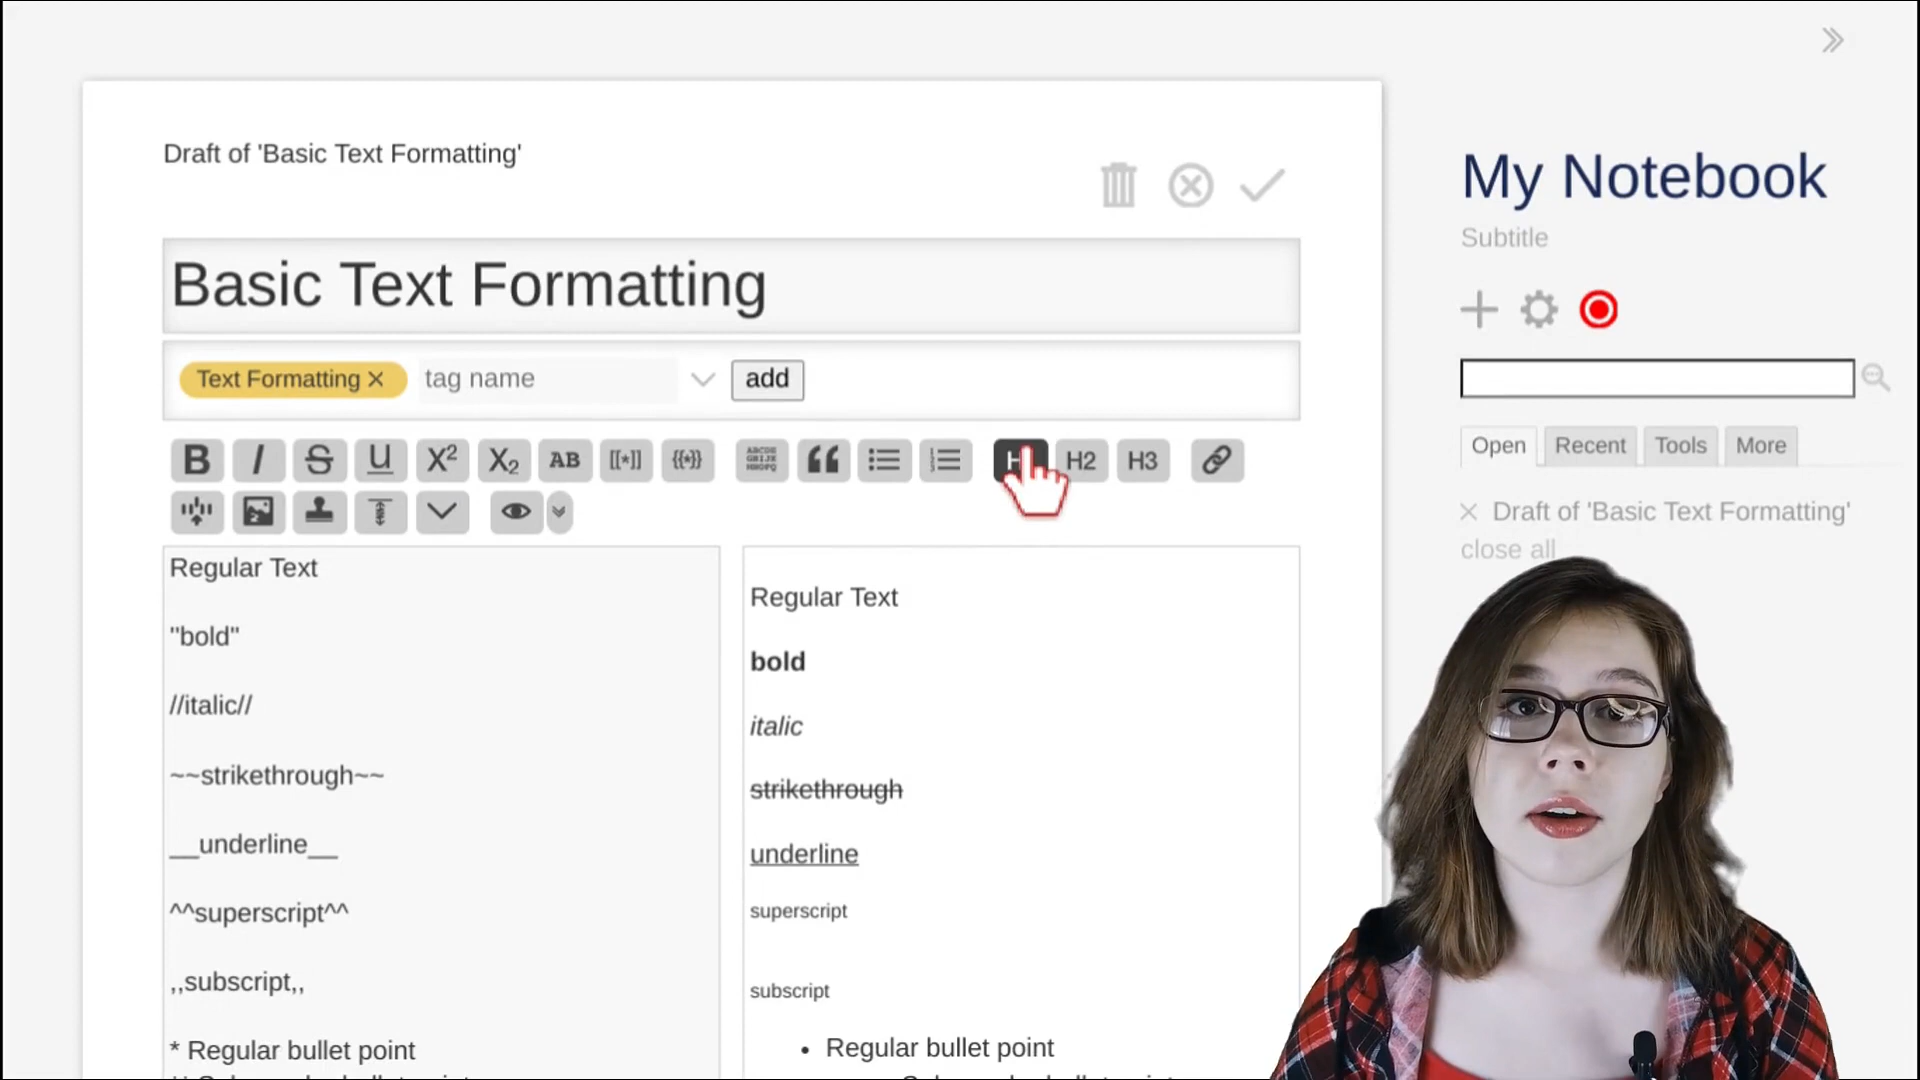 Draft of 'Basic Text Formatting'
Basic Text Formatting
Text Formatting × tag name add
B I S U X² X₂ AB [[*]] {{*}} H H2 H3
My Notebook
Subtitle
Open Recent Tools More
× Draft of 'Basic Text Formatting'
close all
Regular Text
''bold''
//italic//
~~strikethrough~~
__underline__
^^superscript^^
,,subscript,,
* Regular bullet point
Regular Text
bold
italic
strikethrough
underline
superscript
subscript
• Regular bullet point